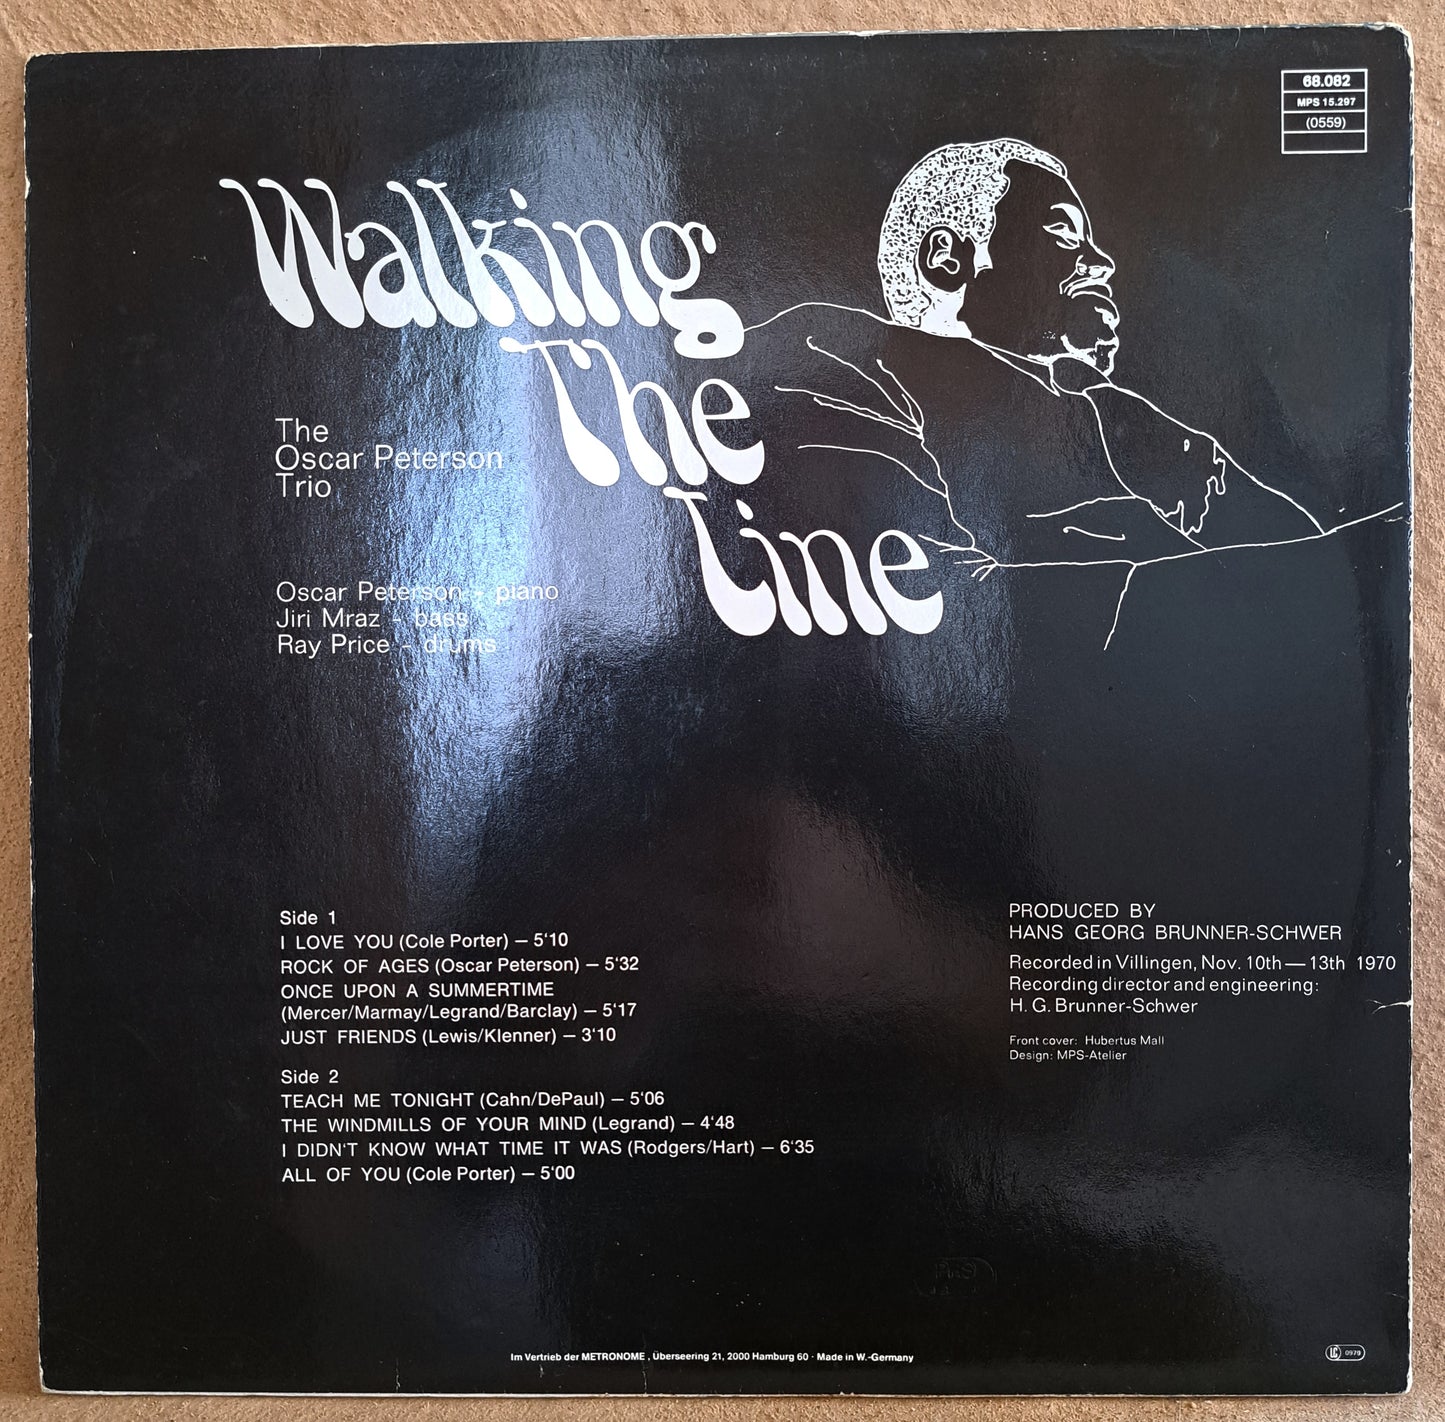 68.082
MPS 15.297
(0559)
Walking
The
Line
The
Oscar Peterson
Trio
Oscar Peterson - piano
Jiri Mraz - bass
Ray Price - drums
Side 1
I LOVE YOU (Cole Porter) – 5'10
ROCK OF AGES (Oscar Peterson) – 5'32
ONCE UPON A SUMMERTIME
(Mercer/Marmay/Legrand/Barclay) – 5'17
JUST FRIENDS (Lewis/Klenner) – 3'10
Side 2
TEACH ME TONIGHT (Cahn/DePaul) – 5'06
THE WINDMILLS OF YOUR MIND (Legrand) – 4'48
I DIDN'T KNOW WHAT TIME IT WAS (Rodgers/Hart) – 6'35
ALL OF YOU (Cole Porter) – 5'00
PRODUCED BY
HANS GEORG BRUNNER-SCHWER
Recorded in Villingen, Nov. 10th — 13th 1970
Recording director and engineering:
H. G. Brunner-Schwer
Front cover: Hubertus Mall
Design: MPS-Atelier
Im Vertrieb der METRONOME, Überseering 21, 2000 Hamburg 60 · Made in W.-Germany
LC 0979